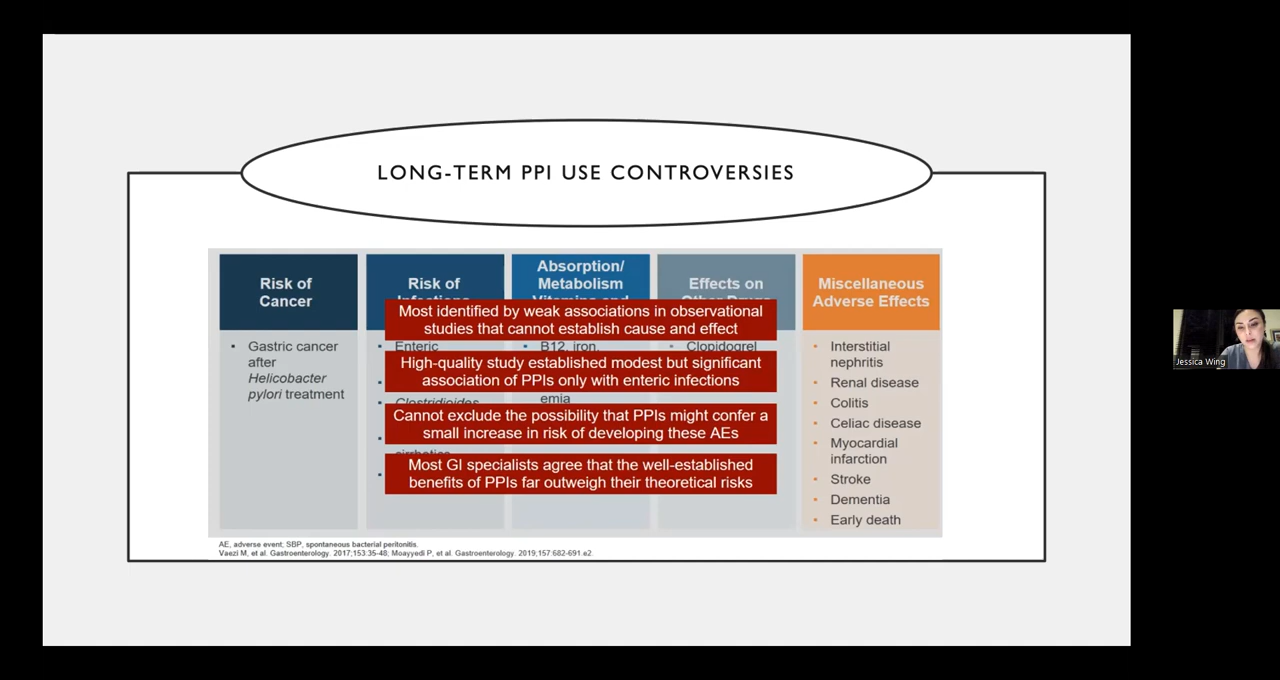 LONG-TERM PPI USE CONTROVERSIES
Risk of
Cancer
Gastric cancer
after
Helicobacter
pylori treatment
Risk of
Enteric
Absorption/
Metabolism
Vitamins and
B12, iron,
emia
Effects on
Clopidogrel
Most identified by weak associations in observational
studies that cannot establish cause and effect
High-quality study established modest but significant
association of PPIs only with enteric infections
Cannot exclude the possibility that PPIs might confer a
small increase in risk of developing these AEs
Most GI specialists agree that the well-established
benefits of PPIs far outweigh their theoretical risks
Miscellaneous
Adverse Effects
Interstitial
nephritis
Renal disease
Colitis
Celiac disease
Myocardial
infarction
Stroke
Dementia
Early death
AE, adverse event; SBP, spontaneous bacterial peritonitis.
Vaezi M, et al. Gastroenterology. 2017;153:35-48; Moayyedi P, et al. Gastroenterology. 2019;157:682-691.e2.
Jessica Wing